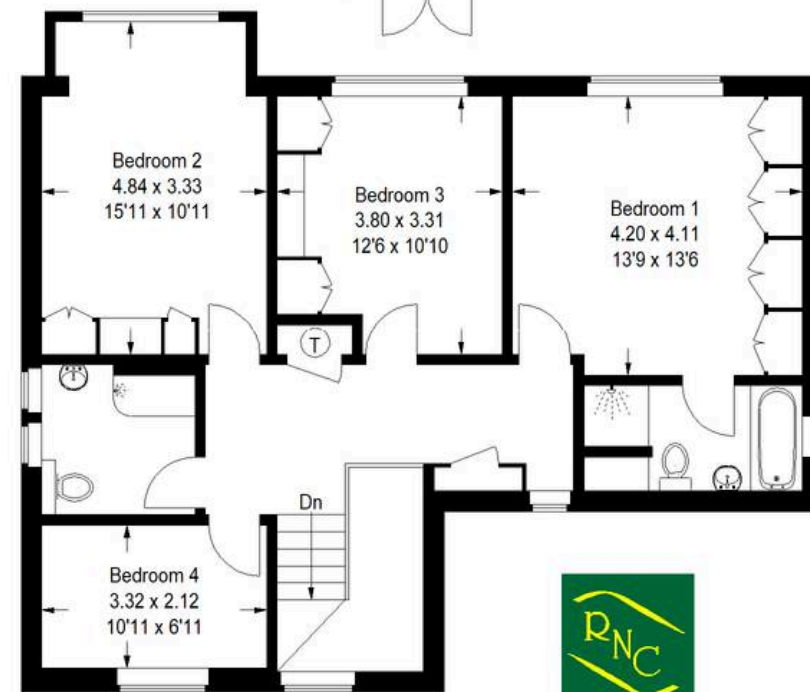 Bedroom 2
4.84 x 3.33
15'11 x 10'11
Bedroom 3
3.80 x 3.31
12'6 x 10'10
Bedroom 1
4.20 x 4.11
13'9 x 13'6
T
Dn
Bedroom 4
3.32 x 2.12
10'11 x 6'11
RNC